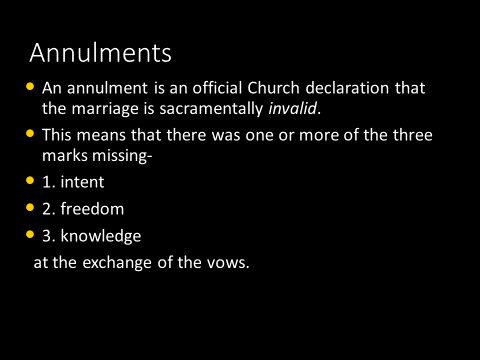 Annulments
An annulment is an official Church declaration that
the marriage is sacramentally invalid.
This means that there was one or more of the three
marks missing-
1. intent
2. freedom
3. knowledge
at the exchange of the vows.